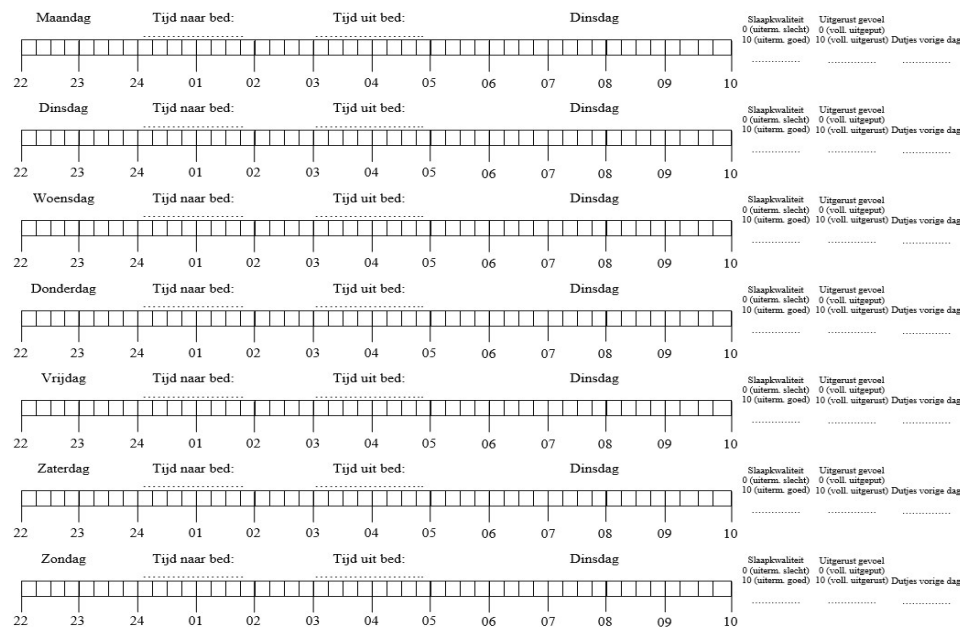 Maandag Tijd naar bed: Tijd uit bed: Dinsdag
Slaapkwaliteit Uitgerust gevoel
0 (uiterm. slecht) 0 (voll. uitgeput)
10 (uiterm. goed) 10 (voll. uitgerust) Dutjes vorige dag
22 23 24 01 02 03 04 05 06 07 08 09 10
Dinsdag Tijd naar bed: Tijd uit bed: Dinsdag
Slaapkwaliteit Uitgerust gevoel
0 (uiterm. slecht) 0 (voll. uitgeput)
10 (uiterm. goed) 10 (voll. uitgerust) Dutjes vorige dag
22 23 24 01 02 03 04 05 06 07 08 09 10
Woensdag Tijd naar bed: Tijd uit bed: Dinsdag
Slaapkwaliteit Uitgerust gevoel
0 (uiterm. slecht) 0 (voll. uitgeput)
10 (uiterm. goed) 10 (voll. uitgerust) Dutjes vorige dag
22 23 24 01 02 03 04 05 06 07 08 09 10
Donderdag Tijd naar bed: Tijd uit bed: Dinsdag
Slaapkwaliteit Uitgerust gevoel
0 (uiterm. slecht) 0 (voll. uitgeput)
10 (uiterm. goed) 10 (voll. uitgerust) Dutjes vorige dag
22 23 24 01 02 03 04 05 06 07 08 09 10
Vrijdag Tijd naar bed: Tijd uit bed: Dinsdag
Slaapkwaliteit Uitgerust gevoel
0 (uiterm. slecht) 0 (voll. uitgeput)
10 (uiterm. goed) 10 (voll. uitgerust) Dutjes vorige dag
22 23 24 01 02 03 04 05 06 07 08 09 10
Zaterdag Tijd naar bed: Tijd uit bed: Dinsdag
Slaapkwaliteit Uitgerust gevoel
0 (uiterm. slecht) 0 (voll. uitgeput)
10 (uiterm. goed) 10 (voll. uitgerust) Dutjes vorige dag
22 23 24 01 02 03 04 05 06 07 08 09 10
Zondag Tijd naar bed: Tijd uit bed: Dinsdag
Slaapkwaliteit Uitgerust gevoel
0 (uiterm. slecht) 0 (voll. uitgeput)
10 (uiterm. goed) 10 (voll. uitgerust) Dutjes vorige dag
22 23 24 01 02 03 04 05 06 07 08 09 10